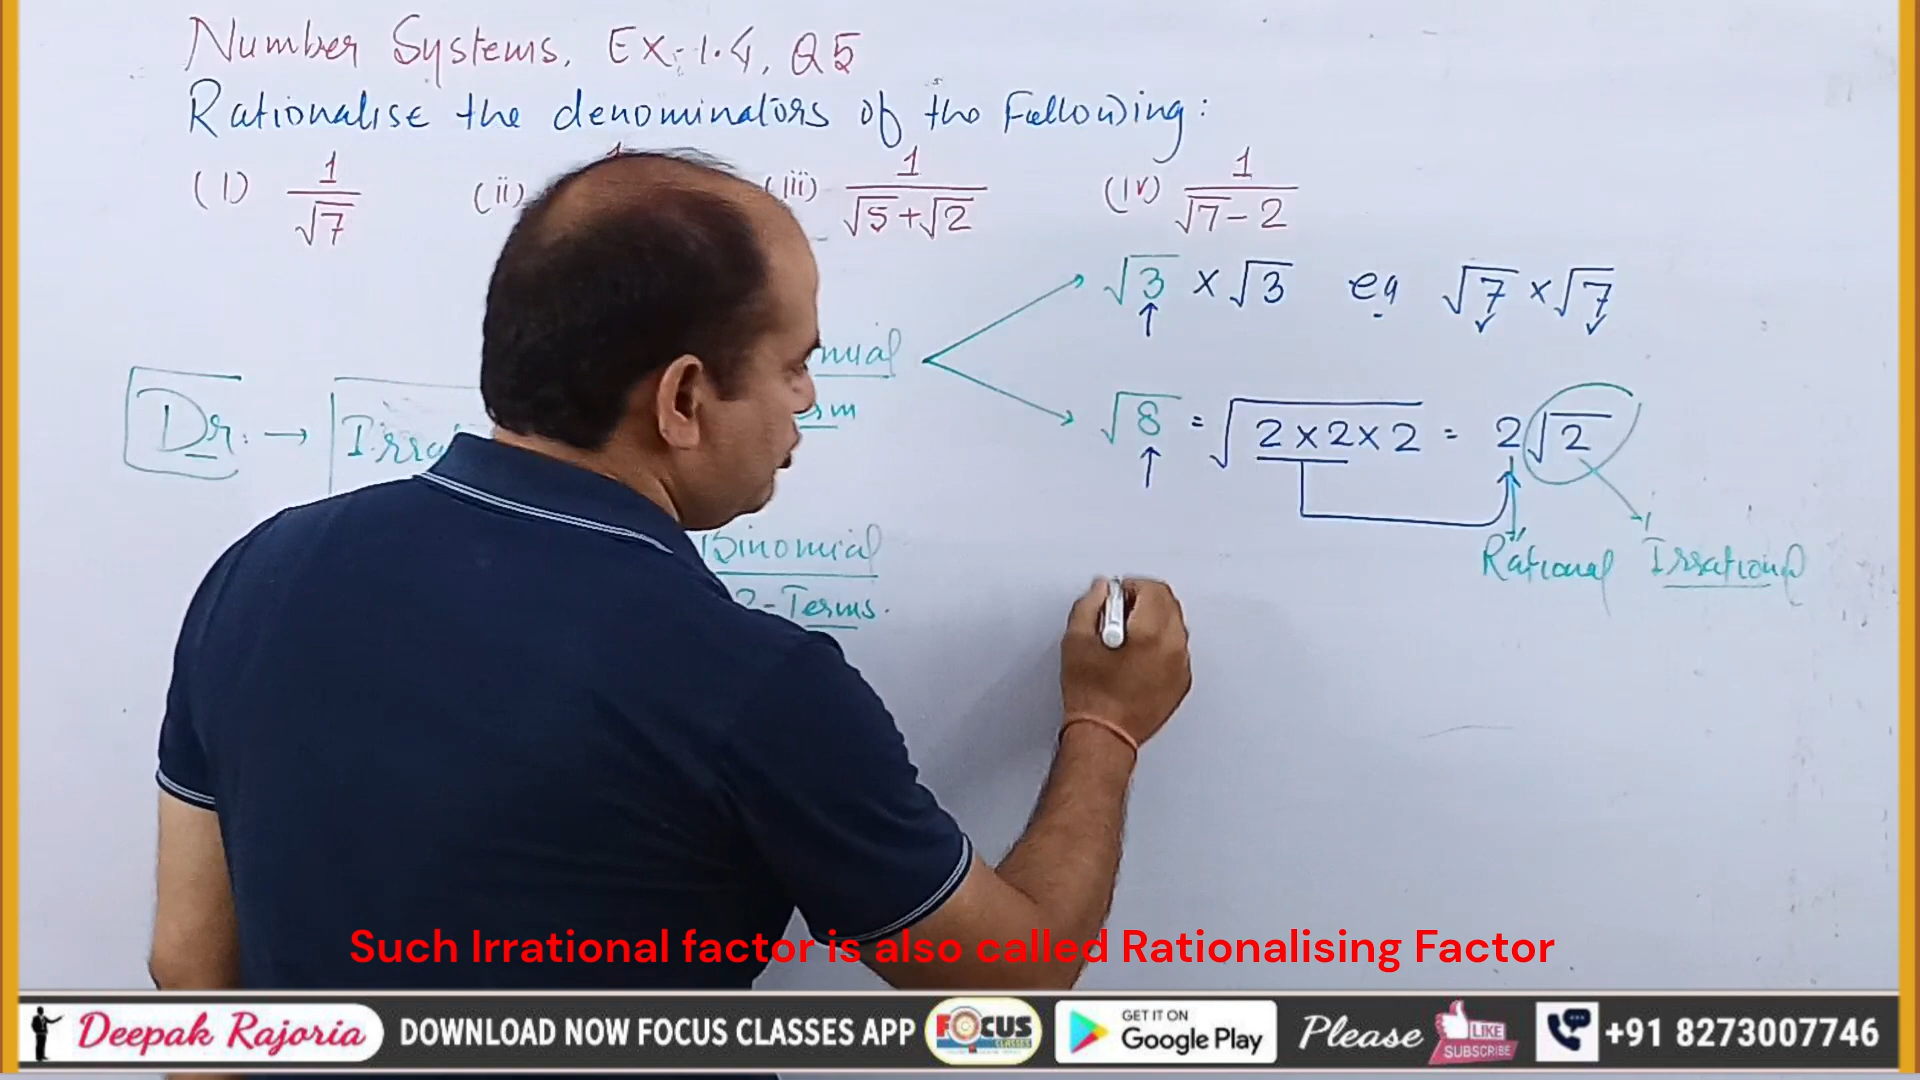 Number Systems, Ex-1.4, Q5
Rationalise the denominators of the Following:
(I) 1/√7 (ii) 1 (iii) 1/(√5+√2) (iv) 1/(√7-2)
√3 × √3 eg √7 × √7
Dr. →
√8 = √2×2×2 = 2√2
Binomial
Rational Irrational
2-Terms.
Such Irrational factor is also called Rationalising Factor
Deepak Rajoria DOWNLOAD NOW FOCUS CLASSES APP FOCUS CLASSES GET IT ON Google Play Please LIKE SUBSCRIBE +91 8273007746